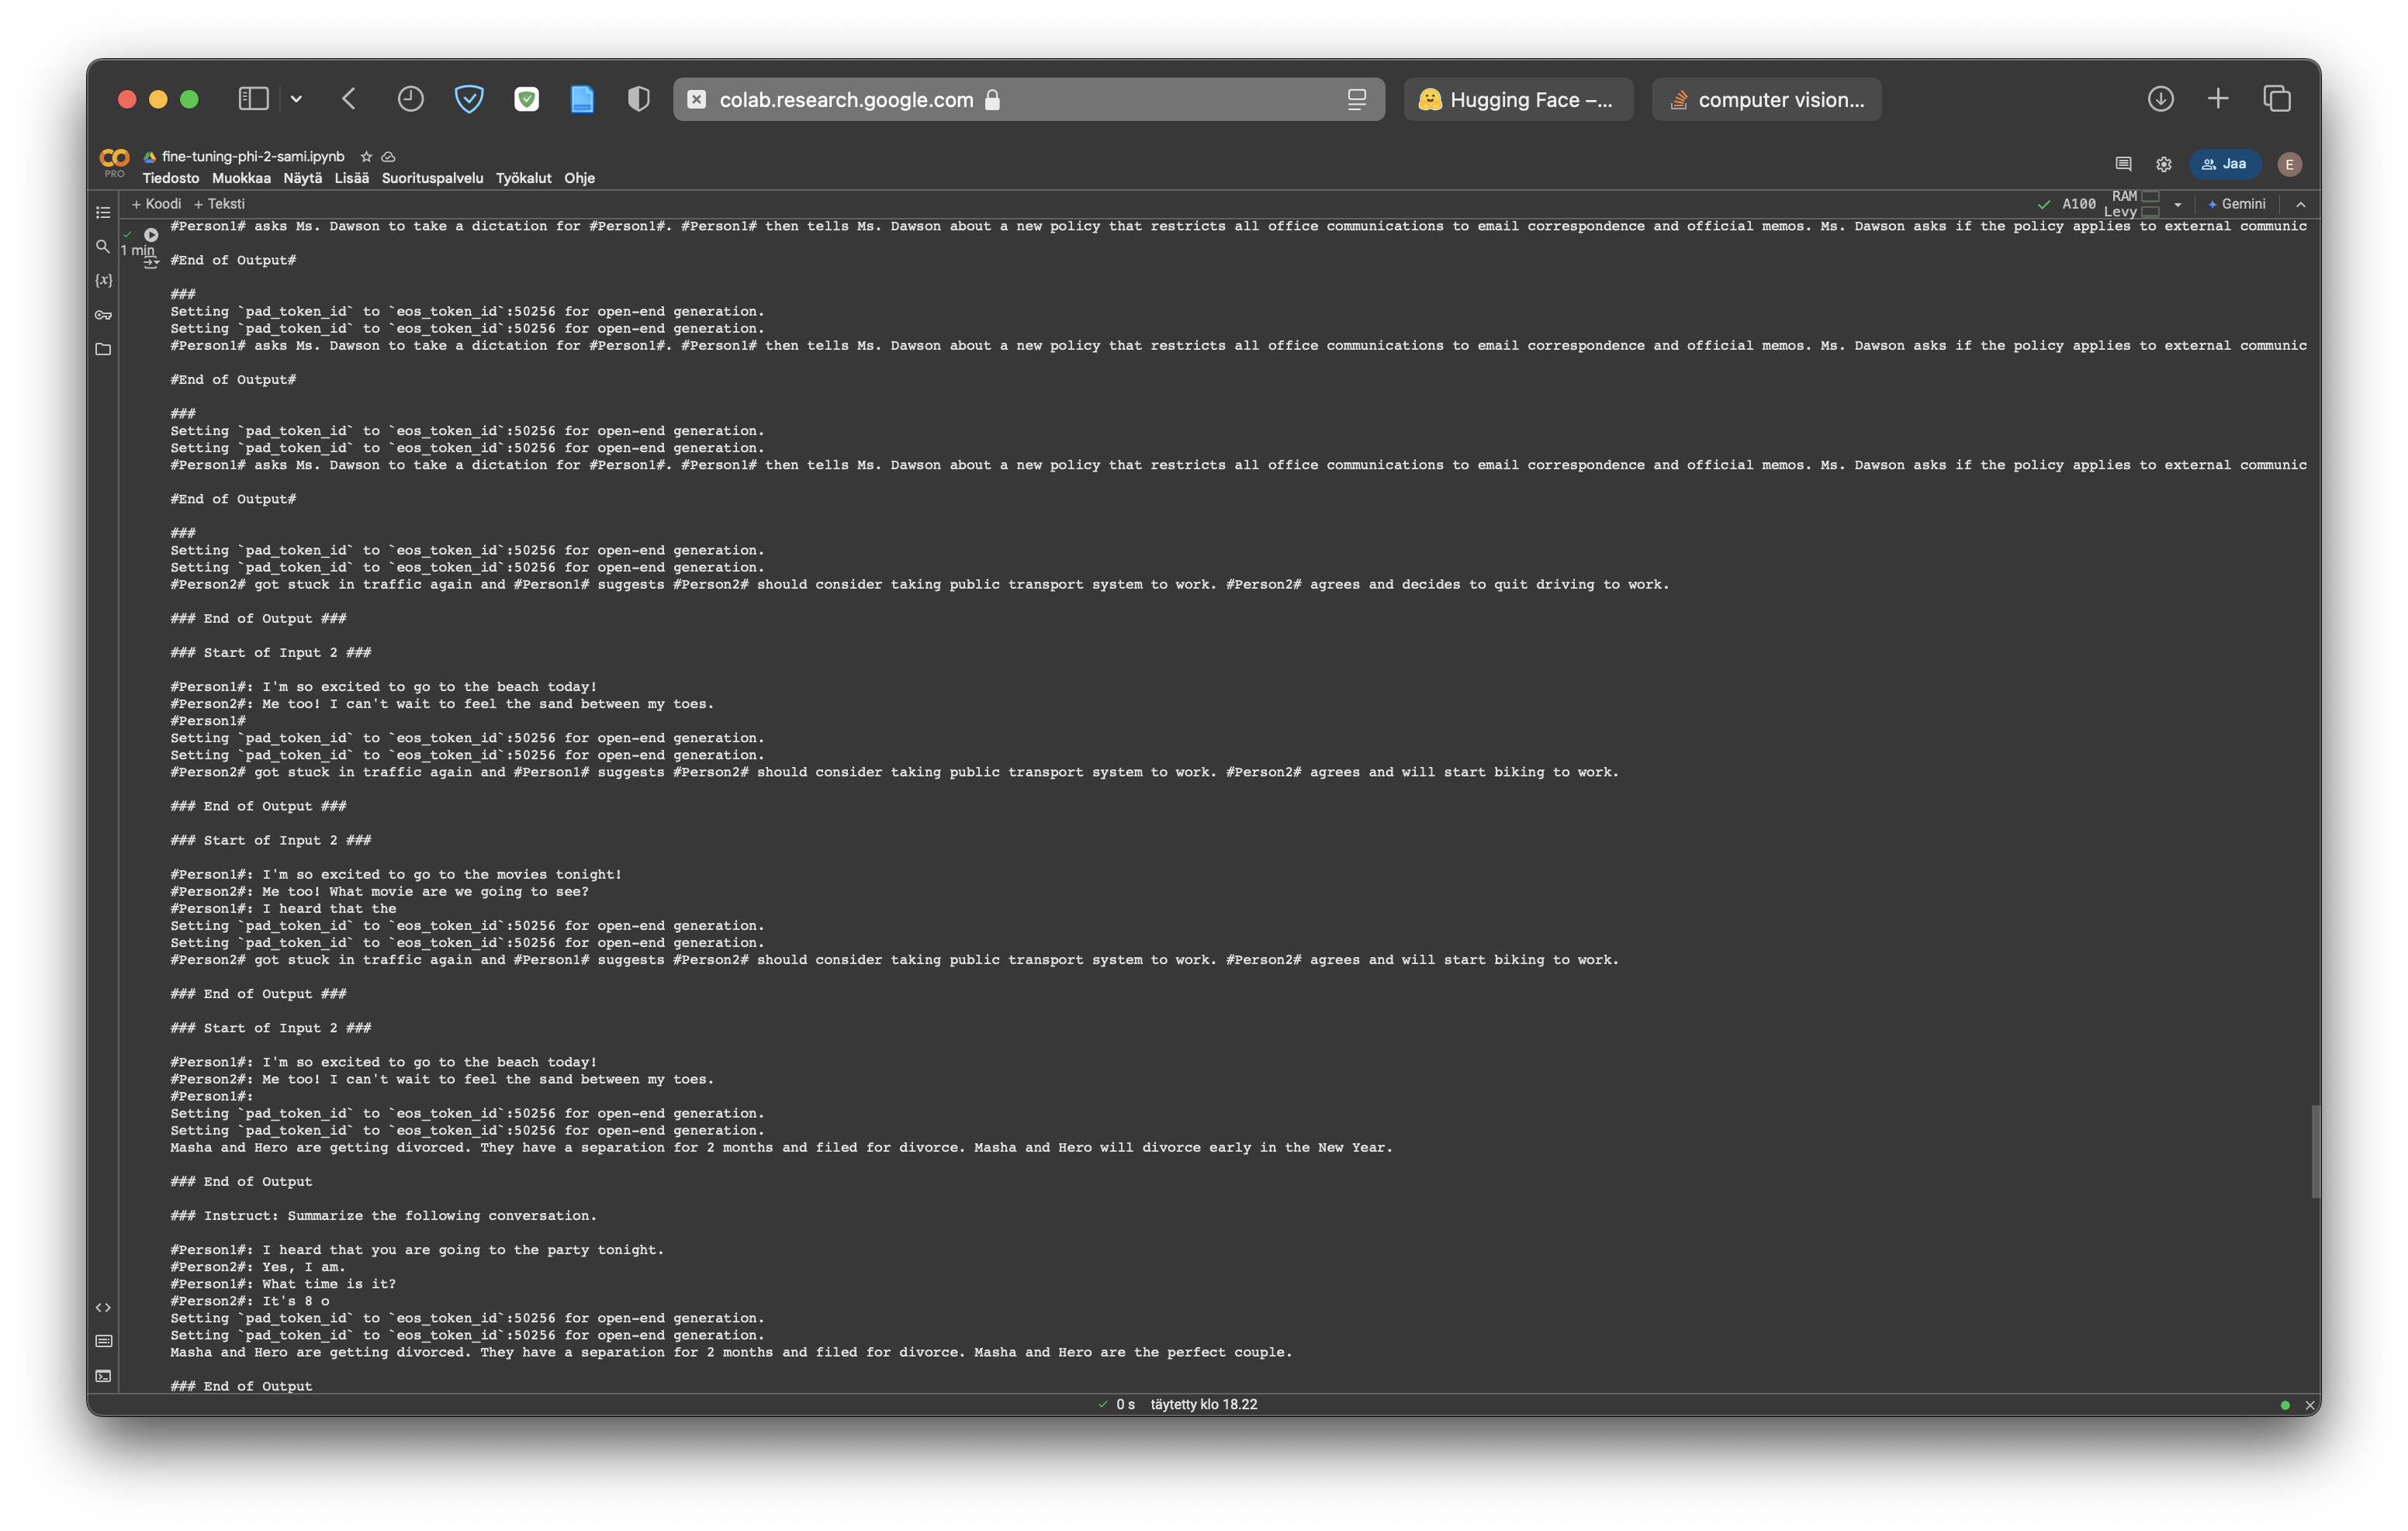 colab.research.google.com
Hugging Face –...
computer vision...
CO
PRO
fine-tuning-phi-2-sami.ipynb
Tiedosto Muokkaa Näytä Lisää Suorituspalvelu Työkalut Ohje
Jaa
E
+ Koodi + Teksti
A100
RAM
Levy
Gemini
1 min
{x}
#Person1# asks Ms. Dawson to take a dictation for #Person1#. #Person1# then tells Ms. Dawson about a new policy that restricts all office communications to email correspondence and official memos. Ms. Dawson asks if the policy applies to external communic
#End of Output#
###
Setting `pad_token_id` to `eos_token_id`:50256 for open-end generation.
Setting `pad_token_id` to `eos_token_id`:50256 for open-end generation.
#Person1# asks Ms. Dawson to take a dictation for #Person1#. #Person1# then tells Ms. Dawson about a new policy that restricts all office communications to email correspondence and official memos. Ms. Dawson asks if the policy applies to external communic
#End of Output#
###
Setting `pad_token_id` to `eos_token_id`:50256 for open-end generation.
Setting `pad_token_id` to `eos_token_id`:50256 for open-end generation.
#Person1# asks Ms. Dawson to take a dictation for #Person1#. #Person1# then tells Ms. Dawson about a new policy that restricts all office communications to email correspondence and official memos. Ms. Dawson asks if the policy applies to external communic
#End of Output#
###
Setting `pad_token_id` to `eos_token_id`:50256 for open-end generation.
Setting `pad_token_id` to `eos_token_id`:50256 for open-end generation.
#Person2# got stuck in traffic again and #Person1# suggests #Person2# should consider taking public transport system to work. #Person2# agrees and decides to quit driving to work.
### End of Output ###
### Start of Input 2 ###
#Person1#: I'm so excited to go to the beach today!
#Person2#: Me too! I can't wait to feel the sand between my toes.
#Person1#
Setting `pad_token_id` to `eos_token_id`:50256 for open-end generation.
Setting `pad_token_id` to `eos_token_id`:50256 for open-end generation.
#Person2# got stuck in traffic again and #Person1# suggests #Person2# should consider taking public transport system to work. #Person2# agrees and will start biking to work.
### End of Output ###
### Start of Input 2 ###
#Person1#: I'm so excited to go to the movies tonight!
#Person2#: Me too! What movie are we going to see?
#Person1#: I heard that the
Setting `pad_token_id` to `eos_token_id`:50256 for open-end generation.
Setting `pad_token_id` to `eos_token_id`:50256 for open-end generation.
#Person2# got stuck in traffic again and #Person1# suggests #Person2# should consider taking public transport system to work. #Person2# agrees and will start biking to work.
### End of Output ###
### Start of Input 2 ###
#Person1#: I'm so excited to go to the beach today!
#Person2#: Me too! I can't wait to feel the sand between my toes.
#Person1#:
Setting `pad_token_id` to `eos_token_id`:50256 for open-end generation.
Setting `pad_token_id` to `eos_token_id`:50256 for open-end generation.
Masha and Hero are getting divorced. They have a separation for 2 months and filed for divorce. Masha and Hero will divorce early in the New Year.
### End of Output
### Instruct: Summarize the following conversation.
#Person1#: I heard that you are going to the party tonight.
#Person2#: Yes, I am.
#Person1#: What time is it?
#Person2#: It's 8 o
Setting `pad_token_id` to `eos_token_id`:50256 for open-end generation.
Setting `pad_token_id` to `eos_token_id`:50256 for open-end generation.
Masha and Hero are getting divorced. They have a separation for 2 months and filed for divorce. Masha and Hero are the perfect couple.
### End of Output
0 s täytetty klo 18.22